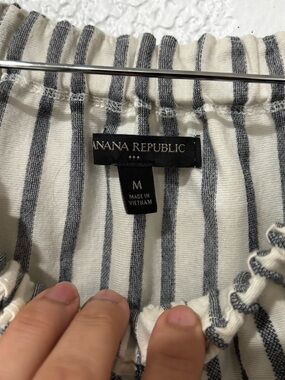 ANANA REPUBLIC
M
MADE IN
VIETNAM